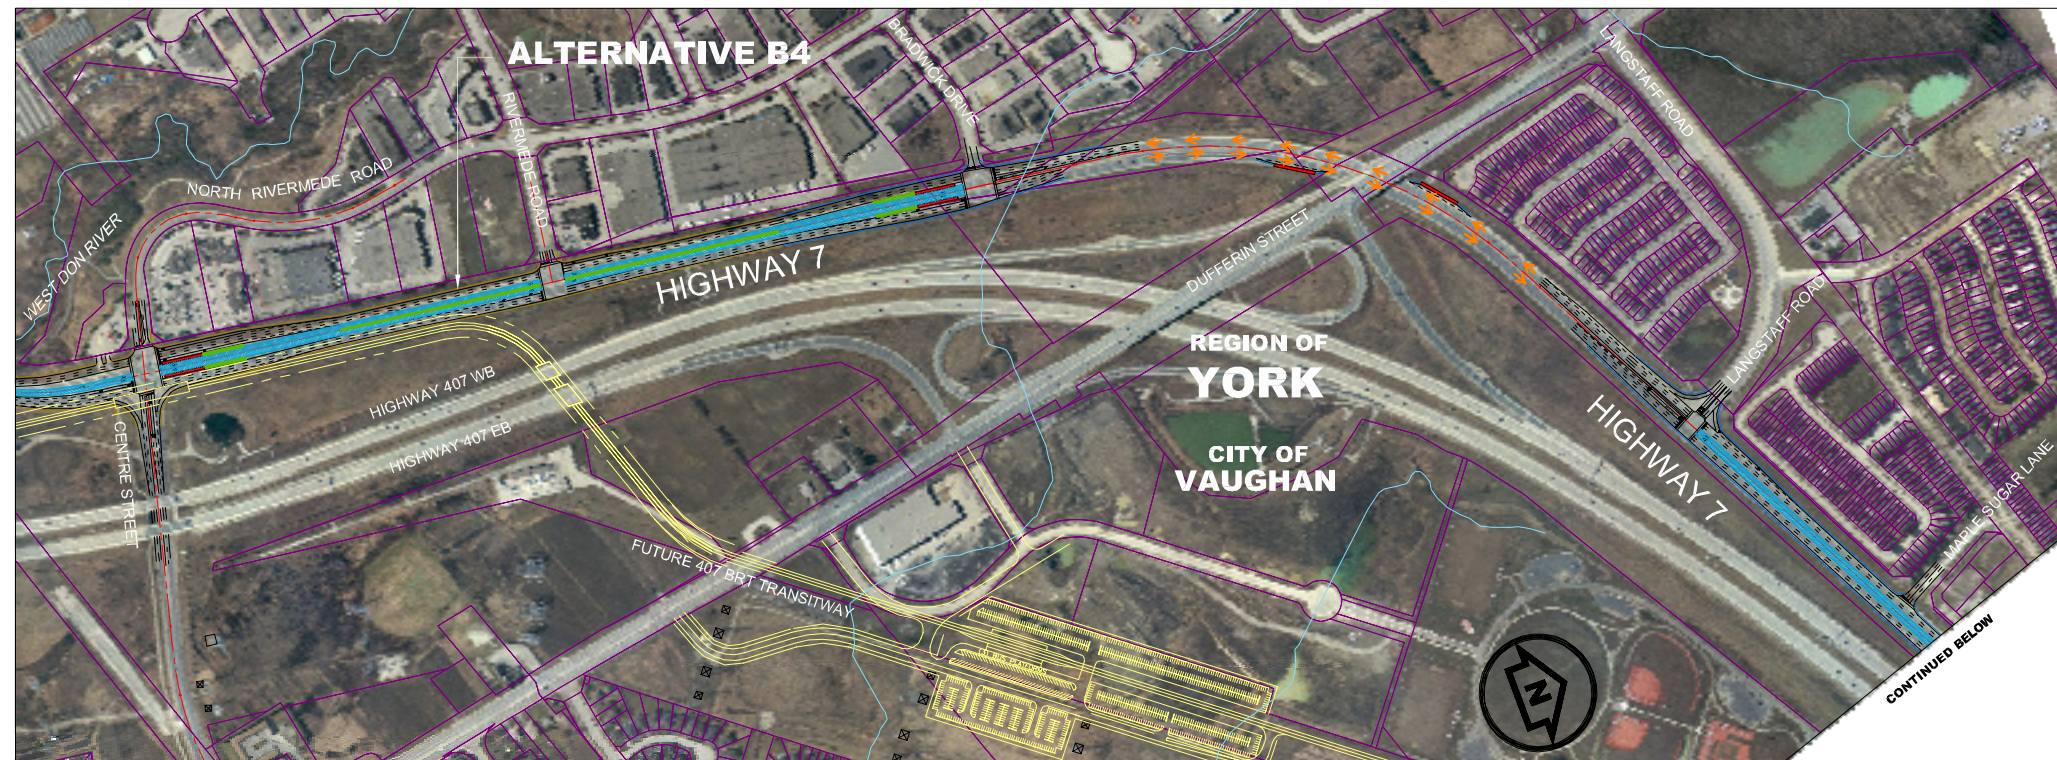 ALTERNATIVE B4
BRADWICK DRIVE
LANGSTAFF ROAD
RIVERMEDE ROAD
NORTH RIVERMEDE ROAD
WEST DON RIVER
HIGHWAY 7
DUFFERIN STREET
LANGSTAFF ROAD
REGION OF
YORK
HIGHWAY 407 WB
HIGHWAY 407 EB
CENTRE STREET
CITY OF
VAUGHAN
HIGHWAY 7
MAPLE SUGAR LANE
FUTURE 407 BRT TRANSITWAY
CONTINUED BELOW
N